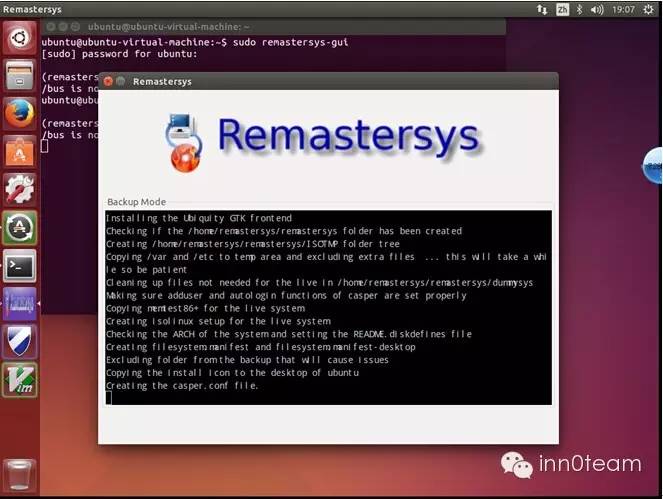 Remastersys
Zh
19:07
ubuntu@ubuntu-virtual-machine: ~
ubuntu@ubuntu-virtual-machine:~$ sudo remastersys-gui
[sudo] password for ubuntu:
(remasters
/bus is no
ubuntu@ubu
(remasters
/bus is no
Remastersys
Remastersys
Backup Mode
Installing the Ubiquity GTK frontend
Checking if the /home/remastersys/remastersys folder has been created
Creating /home/remastersys/remastersys/ISOTMP folder tree
Copying /var and /etc to temp area and excluding extra files ... this will take a whi
le so be patient
Cleaning up files not needed for the live in /home/remastersys/remastersys/dummysys
Making sure adduser and autologin functions of casper are set properly
Copying memtest86+ for the live system
Creating isolinux setup for the live system
Checking the ARCH of the system and setting the README.diskdefines file
Creating filesystem.manifest and filesystem.manifest-desktop
Excluding folder from the backup that will cause issues
Copying the install icon to the desktop of ubuntu
Creating the casper.conf file.
Vim
inn0team